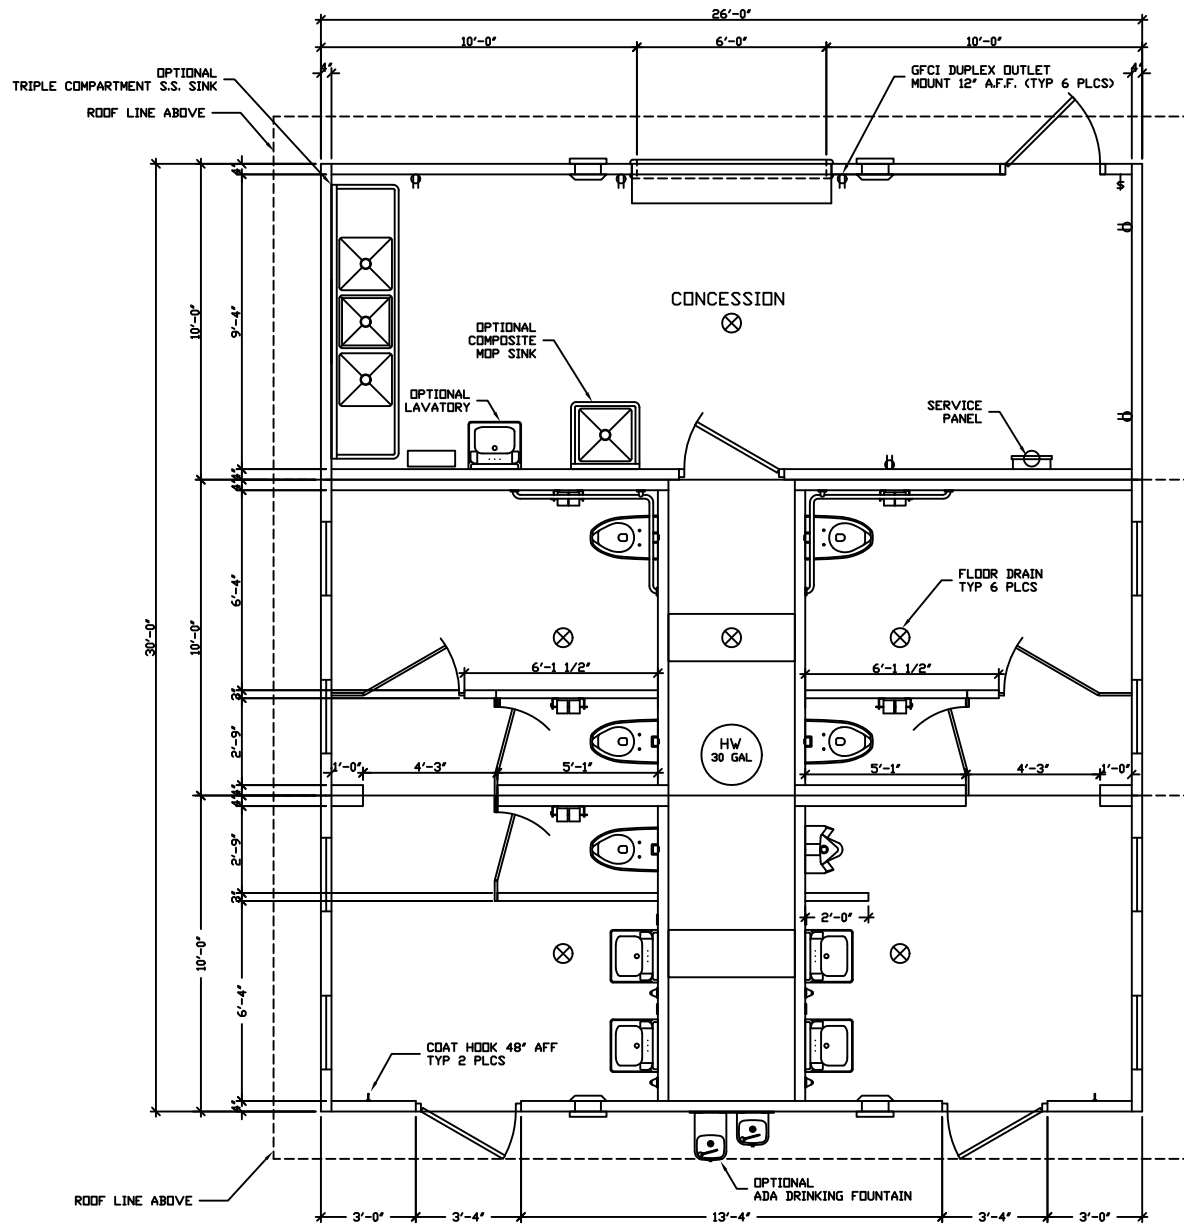 26'-0"
10'-0" 6'-0" 10'-0"
4" 4"
OPTIONAL
TRIPLE COMPARTMENT S.S. SINK
ROOF LINE ABOVE
GFCI DUPLEX OUTLET
MOUNT 12" A.F.F. (TYP 6 PLCS)
4"
$
CONCESSION
10'-0" 9'-4"
OPTIONAL
COMPOSITE
MOP SINK
OPTIONAL
LAVATORY
SERVICE
PANEL
4"
4"
FLOOR DRAIN
TYP 6 PLCS
6'-4"
30'-0" 10'-0"
6'-1 1/2" 6'-1 1/2"
3"
2'-9"
HW
30 GAL
1'-0" 4'-3" 5'-1" 5'-1" 4'-3" 1'-0"
4"
4"
2'-9"
3"
2'-0"
10'-0"
6'-4"
COAT HOOK 48" AFF
TYP 2 PLCS
4"
OPTIONAL
ADA DRINKING FOUNTAIN
ROOF LINE ABOVE
3'-0" 3'-4" 13'-4" 3'-4" 3'-0"